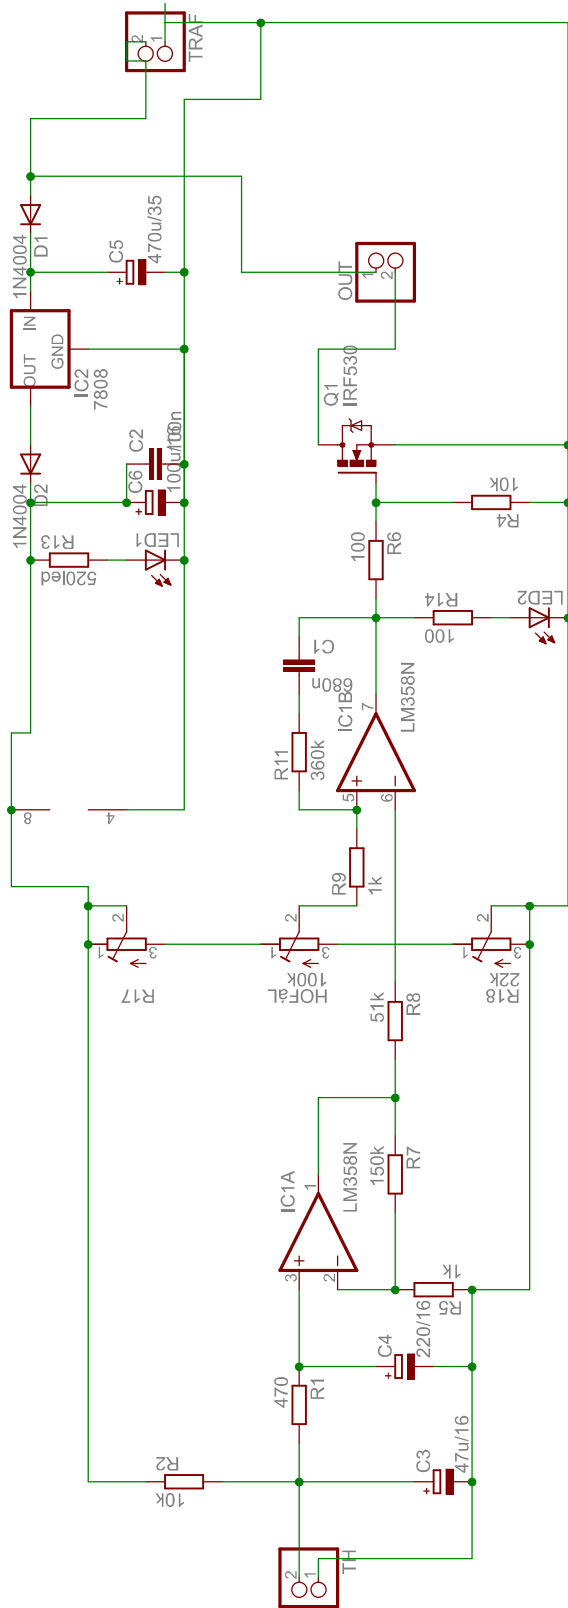 2
1
TRAF
1N4004
D1
C5
470u/35
+
IN
OUT
GND
IC2
7808
OUT
1
2
Q1
IRF530
1N4004
D2
C2
100n
C6
100u/16
+
R13
520led
LED1
10k
R4
100
R6
R14
100
LED2
C1
680n
R11
360k
IC1B
LM358N
7
5
6
+
−
8
4
R9
1k
2
1
3
R17
2
1
3
100k
HOFáL
2
1
3
22k
R18
51k
R8
150k
R7
IC1A
LM358N
1
3
2
+
−
1k
R5
470
R1
C4
220/16
+
R2
10k
C3
47u/16
+
2
1
TH